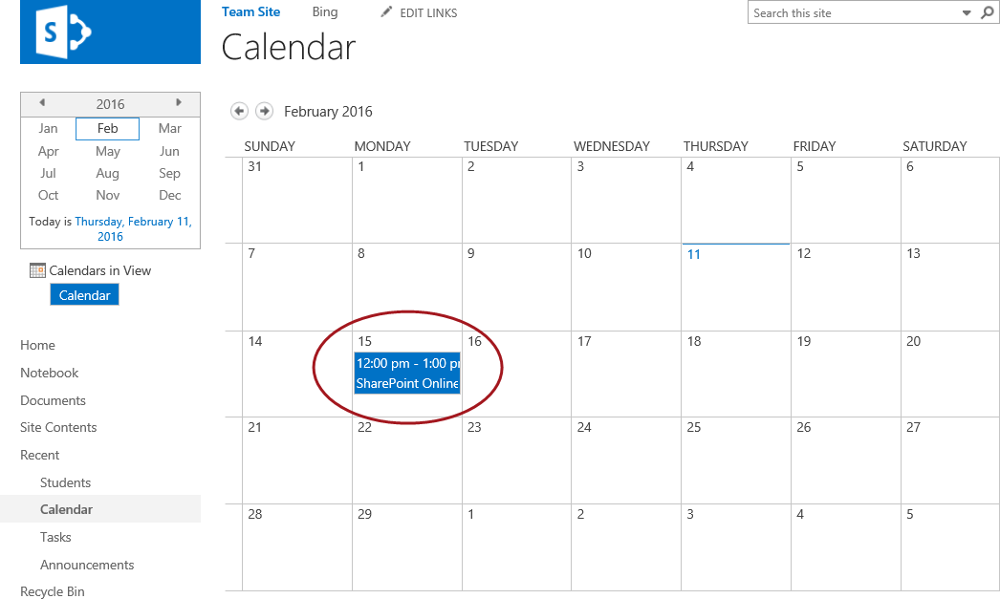 S
Team Site Bing EDIT LINKS
Search this site
Calendar
2016
Jan Feb Mar
Apr May Jun
Jul Aug Sep
Oct Nov Dec
Today is Thursday, February 11,
2016
Calendars in View
Calendar
Home
Notebook
Documents
Site Contents
Recent
Students
Calendar
Tasks
Announcements
Recycle Bin
February 2016
SUNDAY MONDAY TUESDAY WEDNESDAY THURSDAY FRIDAY SATURDAY
31 1 2 3 4 5 6
7 8 9 10 11 12 13
14 15 16 17 18 19 20
12:00 pm - 1:00 p
SharePoint Online
21 22 23 24 25 26 27
28 29 1 2 3 4 5